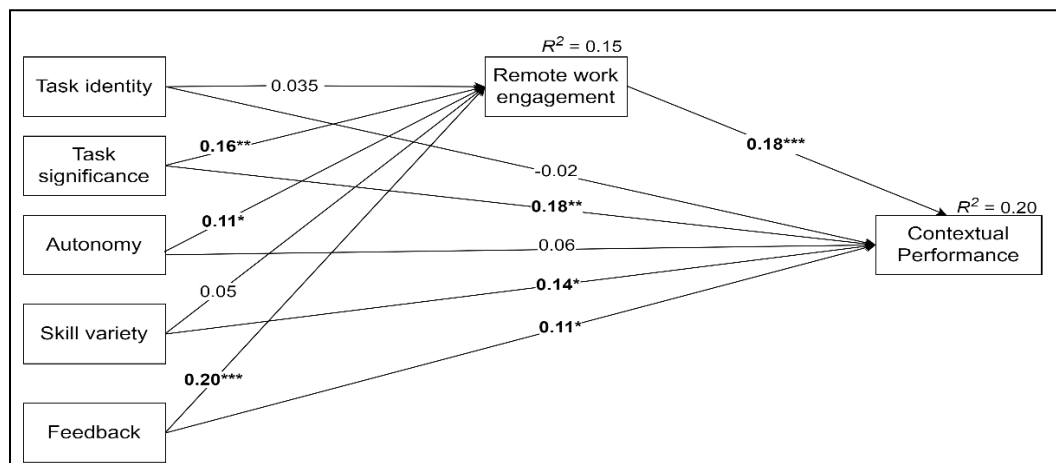 R² = 0.15
Task identity
0.035
Remote work
engagement
Task
significance
0.16**
0.18***
-0.02
0.18**
R² = 0.20
Autonomy
0.11*
0.06
Contextual
Performance
Skill variety
0.05
0.14*
0.11*
Feedback
0.20***